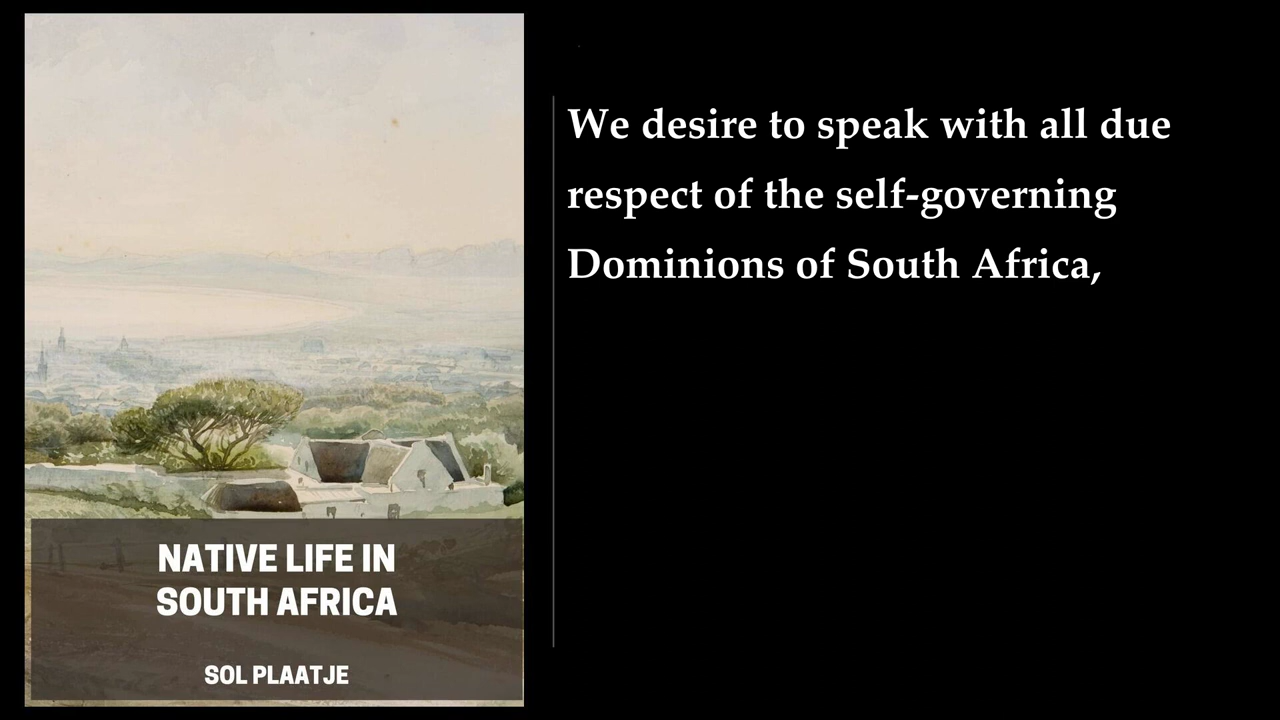 We desire to speak with all due
respect of the self-governing
Dominions of South Africa,
NATIVE LIFE IN
SOUTH AFRICA
SOL PLAATJE